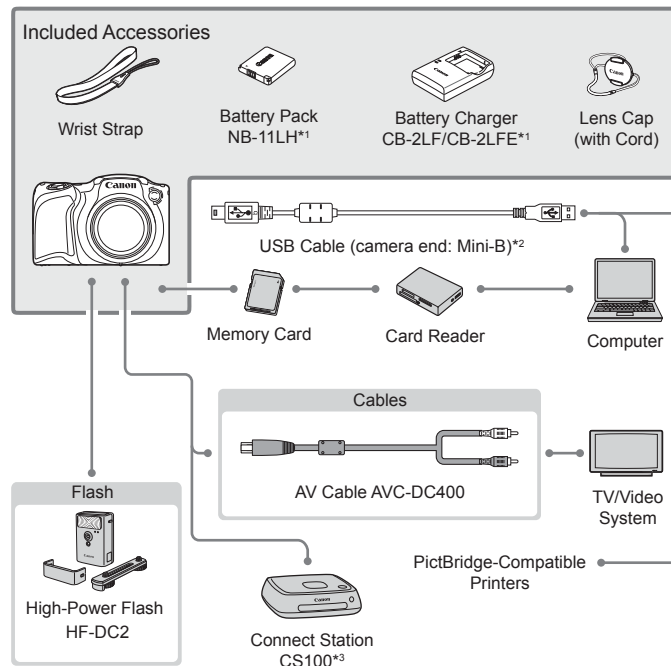 Included Accessories
Wrist Strap
Battery Pack
NB-11LH*1
Battery Charger
CB-2LF/CB-2LFE*1
Lens Cap
(with Cord)
Canon
USB Cable (camera end: Mini-B)*2
Memory Card
Card Reader
Computer
Cables
AV Cable AVC-DC400
TV/Video
System
Flash
High-Power Flash
HF-DC2
PictBridge-Compatible
Printers
Canon
Connect Station
CS100*3